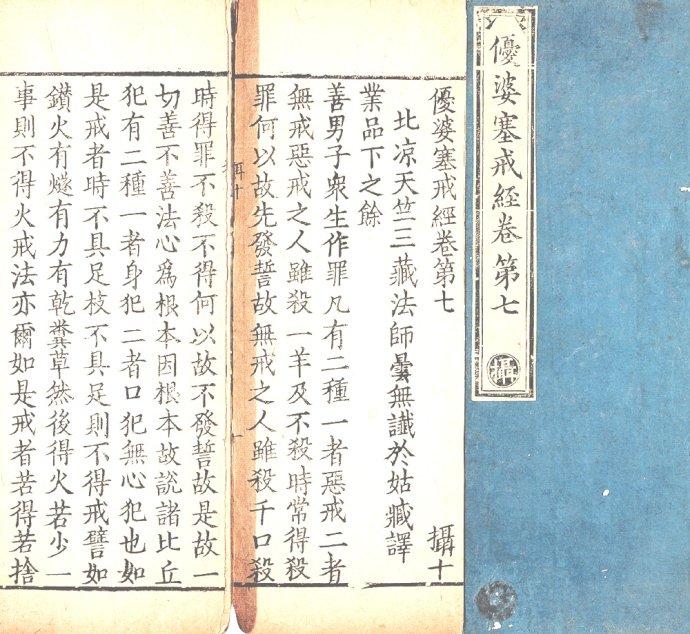 優婆塞戒経卷第七
攝
優婆塞戒經卷第七
攝十
北凉天竺三藏法師曇無讖於姑臧譯
業品下之餘
善男子衆生作罪凡有二種一者惡戒二者
無戒惡戒之人雖殺一羊及不殺時常得殺
罪何以故先發誓故無戒之人雖殺千口殺
攝十
時得罪不殺不得何以故不發誓故是故一
切善不善法心爲根本因根本故說諸比丘
犯有二種一者身犯二者口犯無心犯也如
是戒者時不具足枝不具足則不得戒譬如
鑚火有燧有力有乾糞草然後得火若少一
事則不得火戒法亦爾如是戒者若得若捨